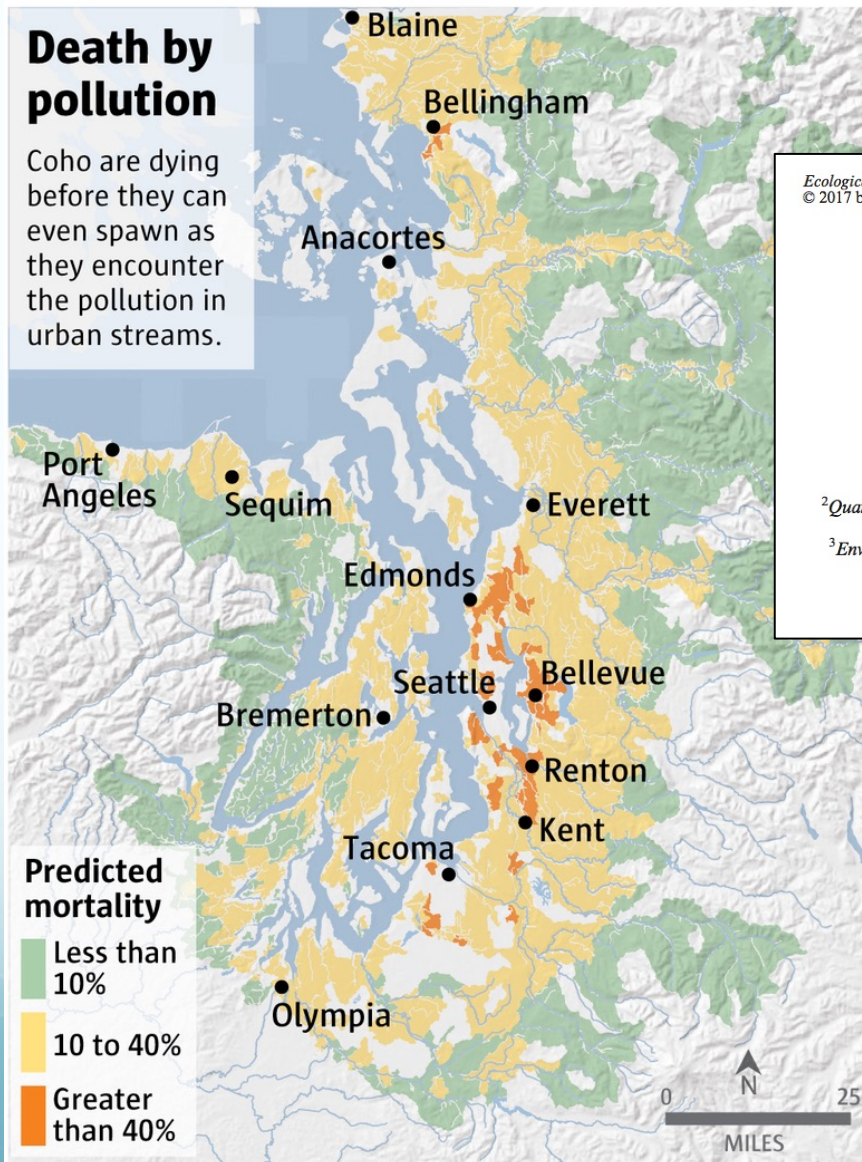 Death by
pollution
Coho are dying
before they can
even spawn as
they encounter
the pollution in
urban streams.
Blaine
Bellingham
Anacortes
Port
Angeles
Sequim
Everett
Edmonds
Seattle
Bellevue
Bremerton
Renton
Kent
Tacoma
Olympia
Predicted
mortality
Less than
10%
10 to 40%
Greater
than 40%
N
0 25
MILES
© 2017 b